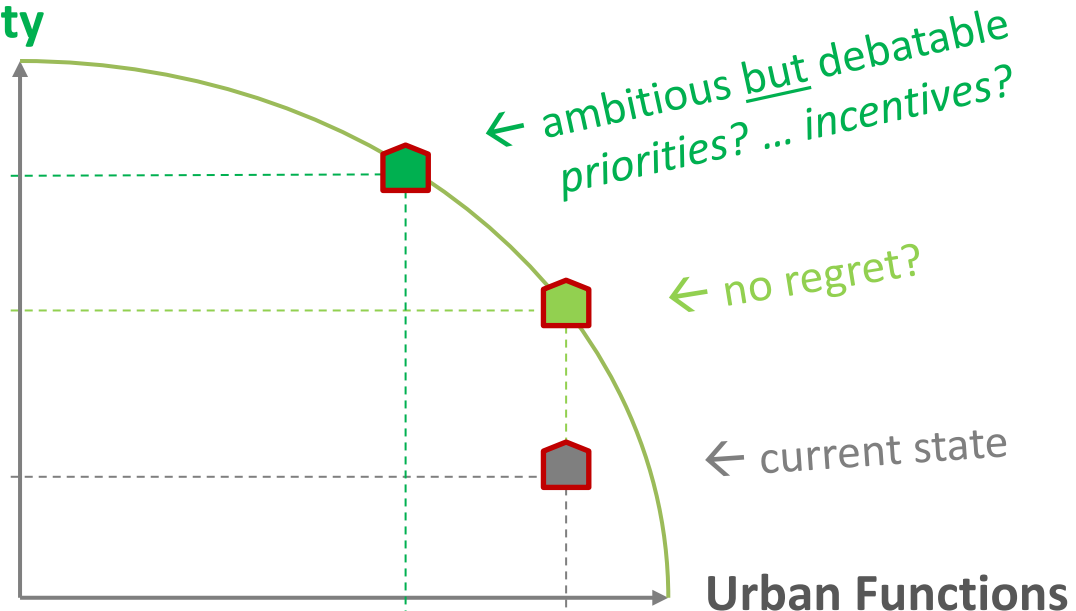 ty
← ambitious but debatable
priorities? ... incentives?
← no regret?
← current state
Urban Functions